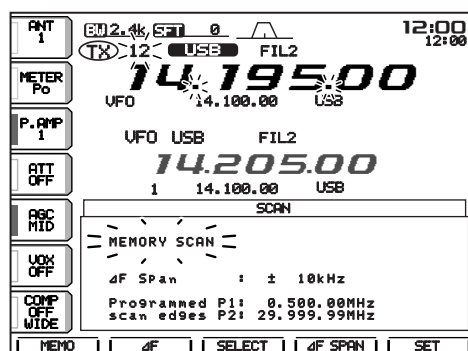 ANT
1
BW 2.4k SFT 0
12:00
12:00
TX 12 USB FIL2
METER
Po
14.195.00
VFO 14.100.00 USB
P.AMP
1
VFO USB FIL2
ATT
OFF
14.205.00
1 14.100.00 USB
AGC
MID
SCAN
MEMORY SCAN
VOX
OFF
ΔF SPan : ± 10kHz
COMP
OFF
WIDE
Programmed P1: 0.500.00MHz
scan edges P2: 29.999.99MHz
MEMO ΔF SELECT ΔF SPAN SET